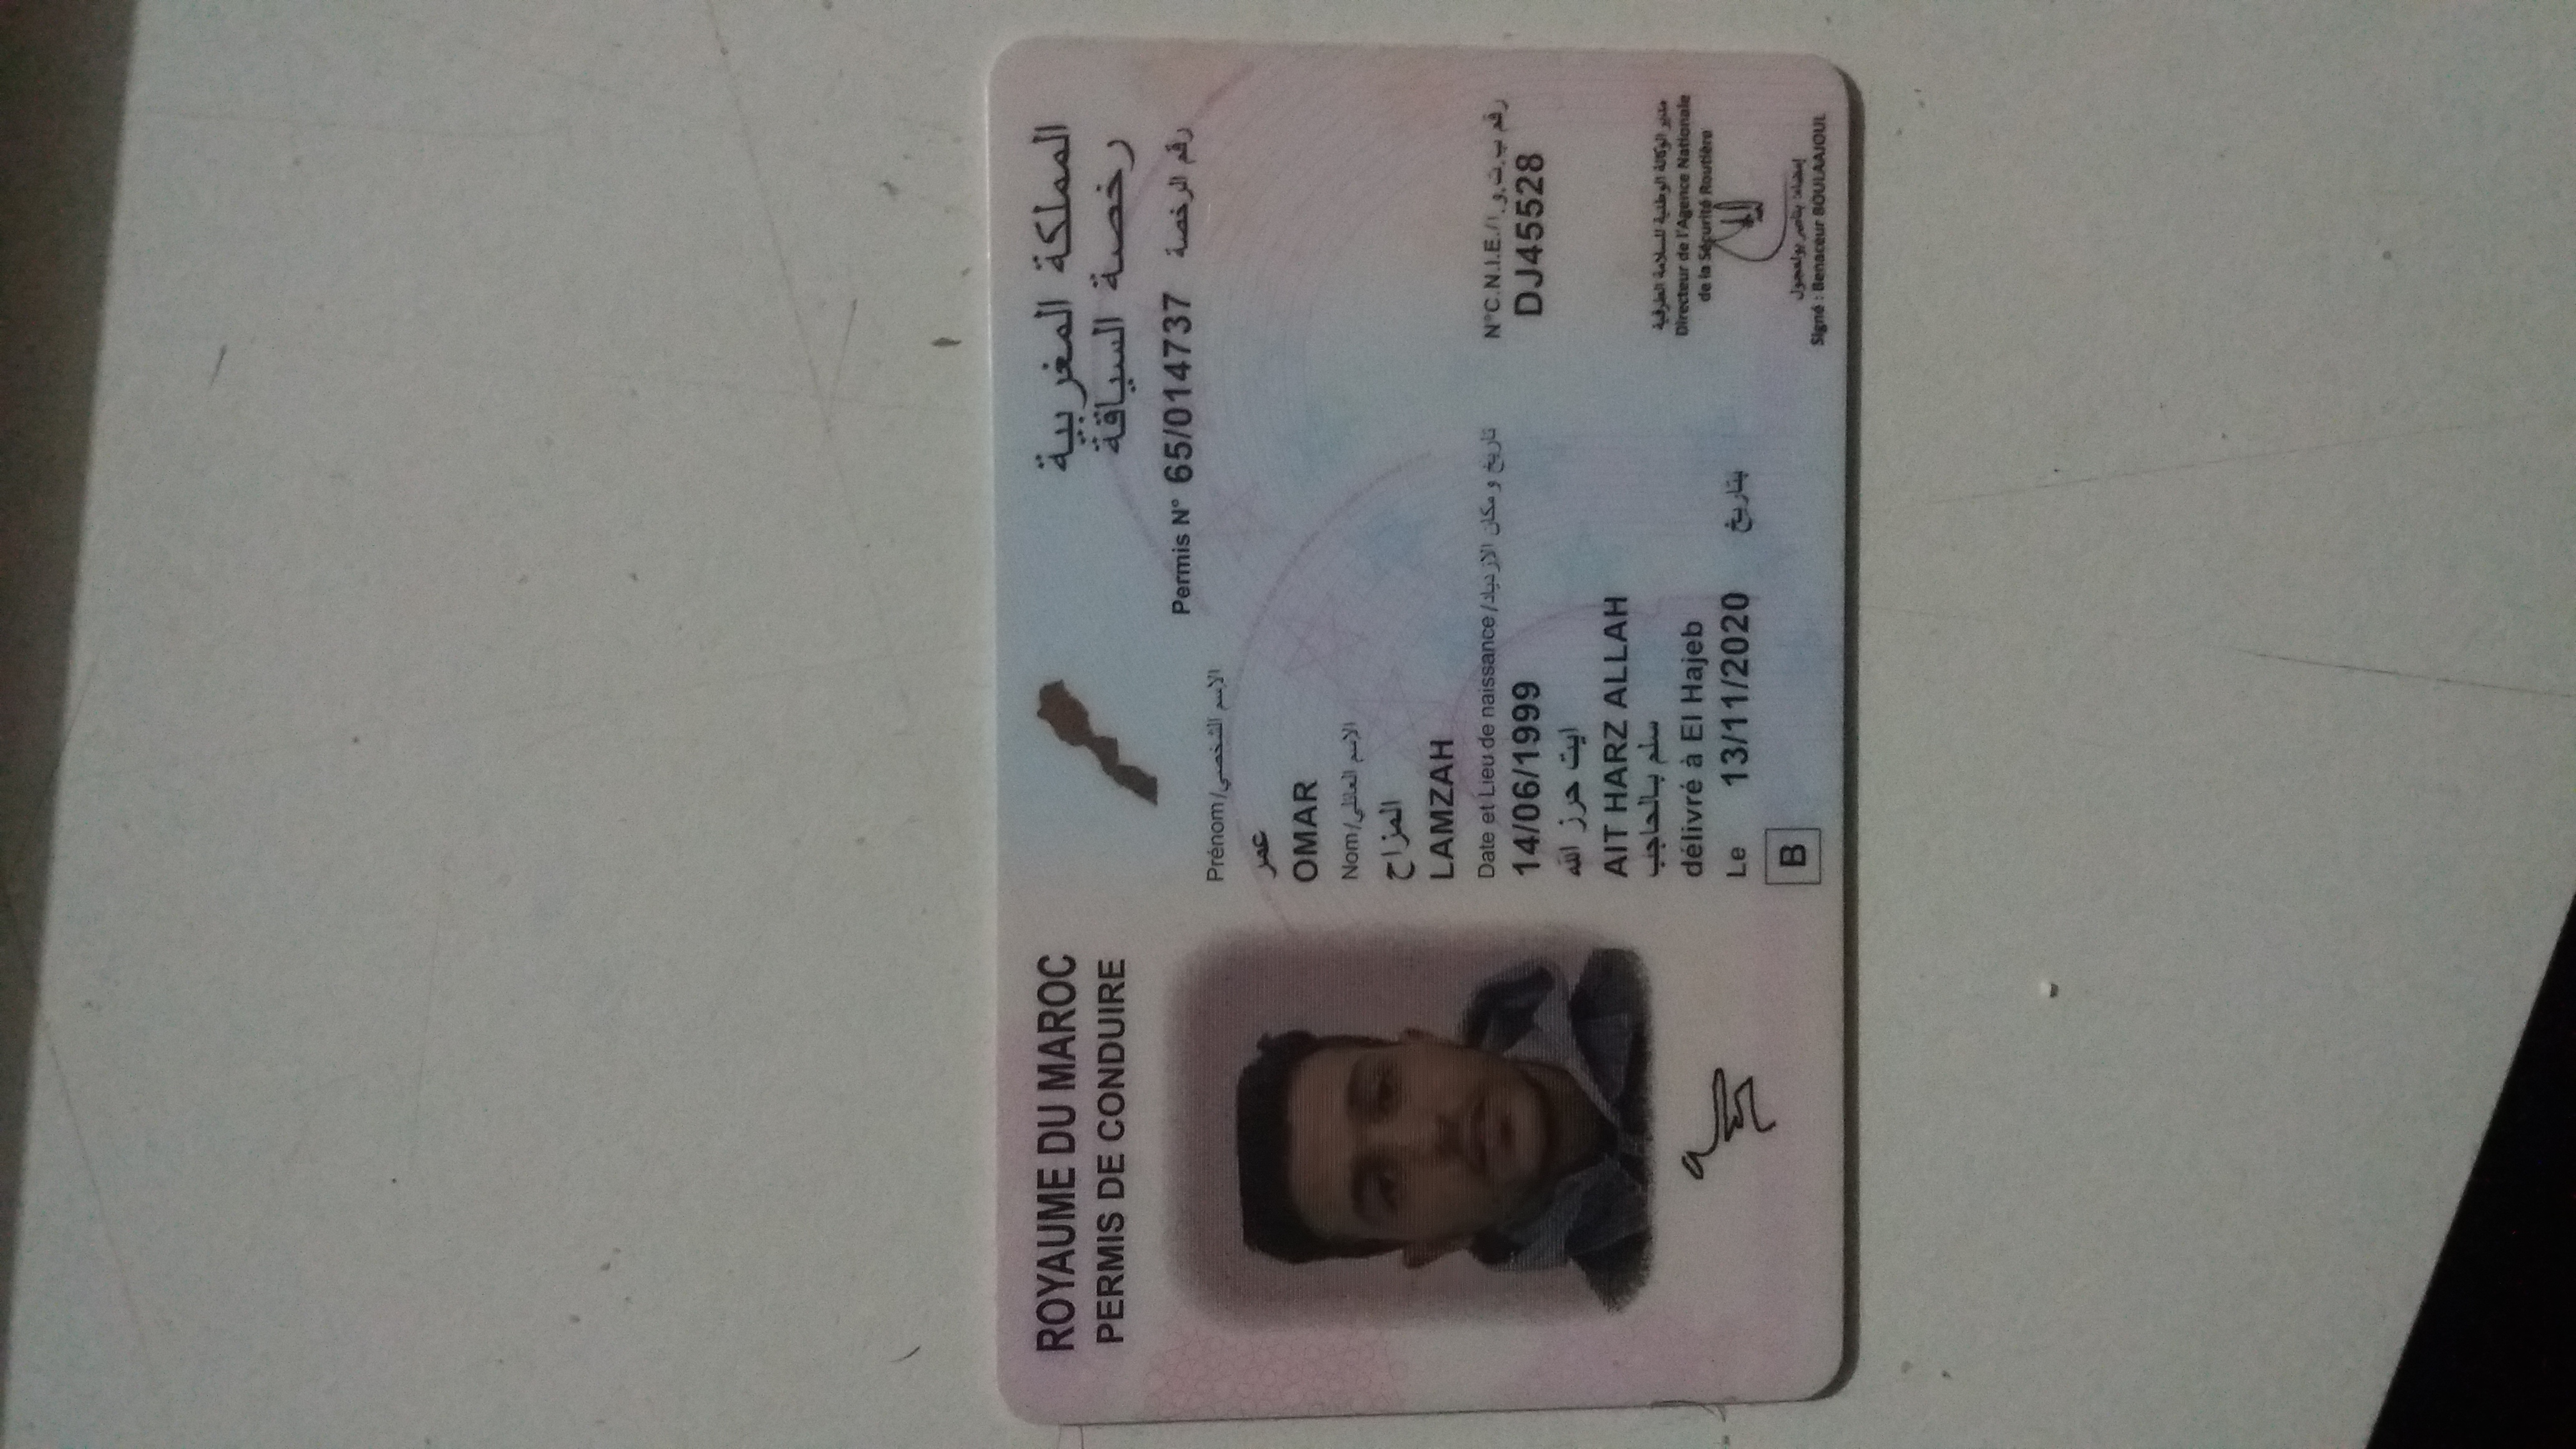 ROYAUME DU MAROC
PERMIS DE CONDUIRE
المملكة المغربية
رخصة السياقة
Permis N° 65/014737 رقم الرخصة
Prénom/الإسم الشخصي
عمر
OMAR
Nom/الإسم العائلي
المزاح
LAMZAH
Date et Lieu de naissance/تاريخ و مكان الازدياد
14/06/1999
N°C.N.I.E./رقم ب.ت.و.ا
DJ45528
ايت حرز الله
AIT HARZ ALLAH
سلم بالحاجب
délivré à El Hajeb
Le 13/11/2020 بتاريخ
B
مدير الوكالة الوطنية للسلامة الطرقية
Directeur de l'Agence Nationale
de la Sécurité Routière
إمضاء: بناصر بولعجول
Signé : Benaceur BOULAAJOUL